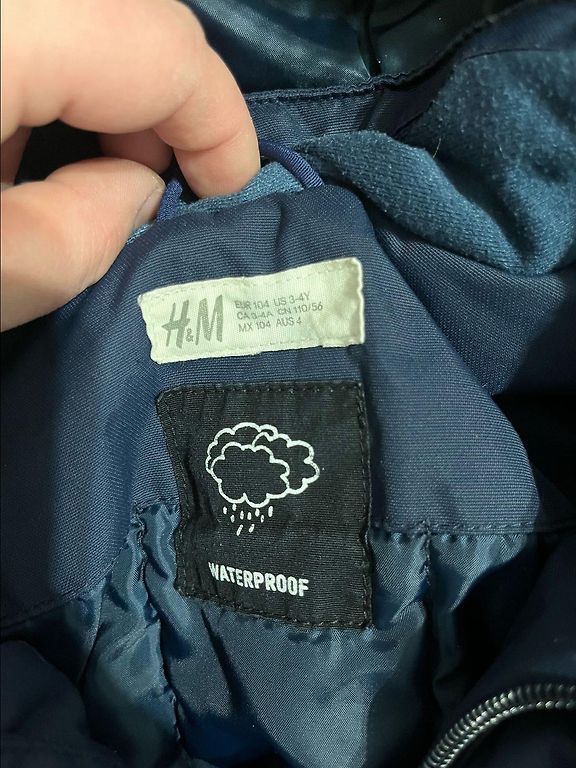 H&M
EUR 104 US 3-4Y
CA 3-4A CN 110/56
MX 104 AUS 4
WATERPROOF